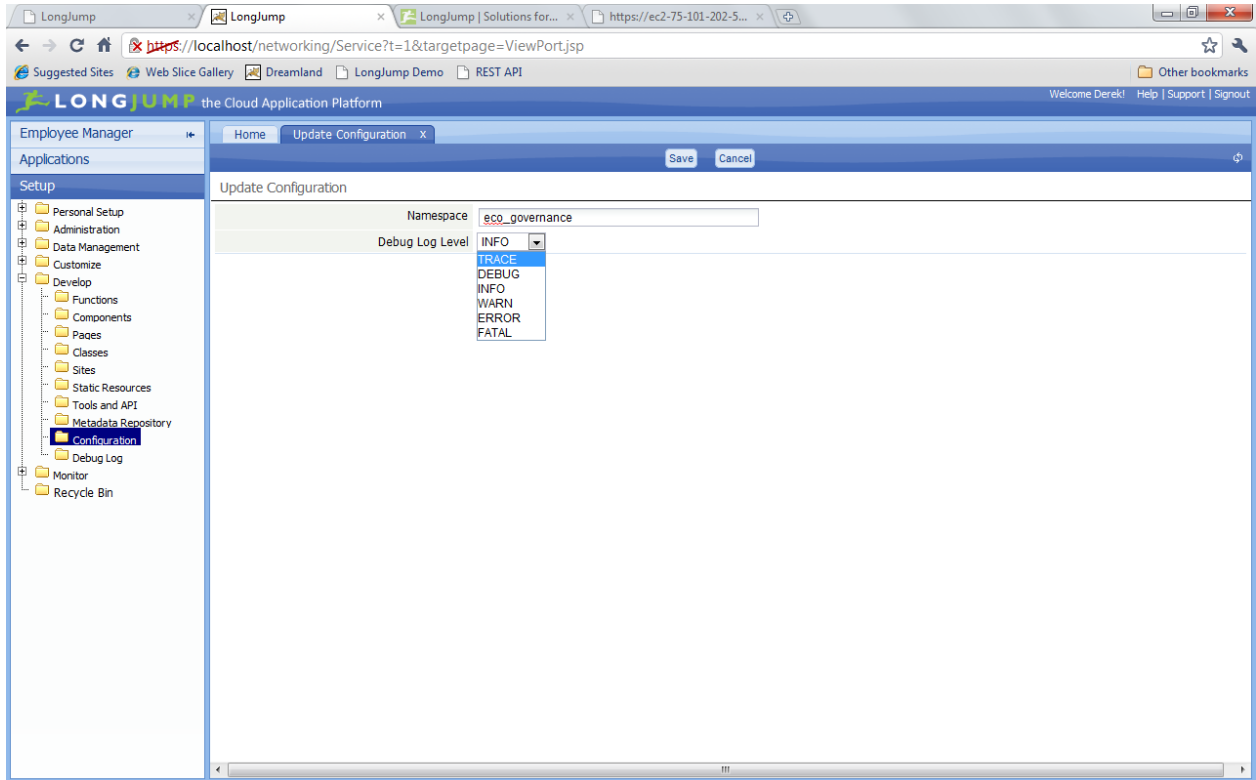 LongJump
LongJump
LongJump | Solutions for...
https://ec2-75-101-202-5...
https://localhost/networking/Service?t=1&targetpage=ViewPort.jsp
Suggested Sites
Web Slice Gallery
Dreamland
LongJump Demo
REST API
Other bookmarks
LONGJUMP the Cloud Application Platform
Welcome Derek! Help | Support | Signout
Employee Manager
Applications
Setup
Personal Setup
Administration
Data Management
Customize
Develop
Functions
Components
Pages
Classes
Sites
Static Resources
Tools and API
Metadata Repository
Configuration
Debug Log
Monitor
Recycle Bin
Home
Update Configuration X
Save Cancel
Update Configuration
Namespace eco_governance
Debug Log Level INFO
TRACE
DEBUG
INFO
WARN
ERROR
FATAL